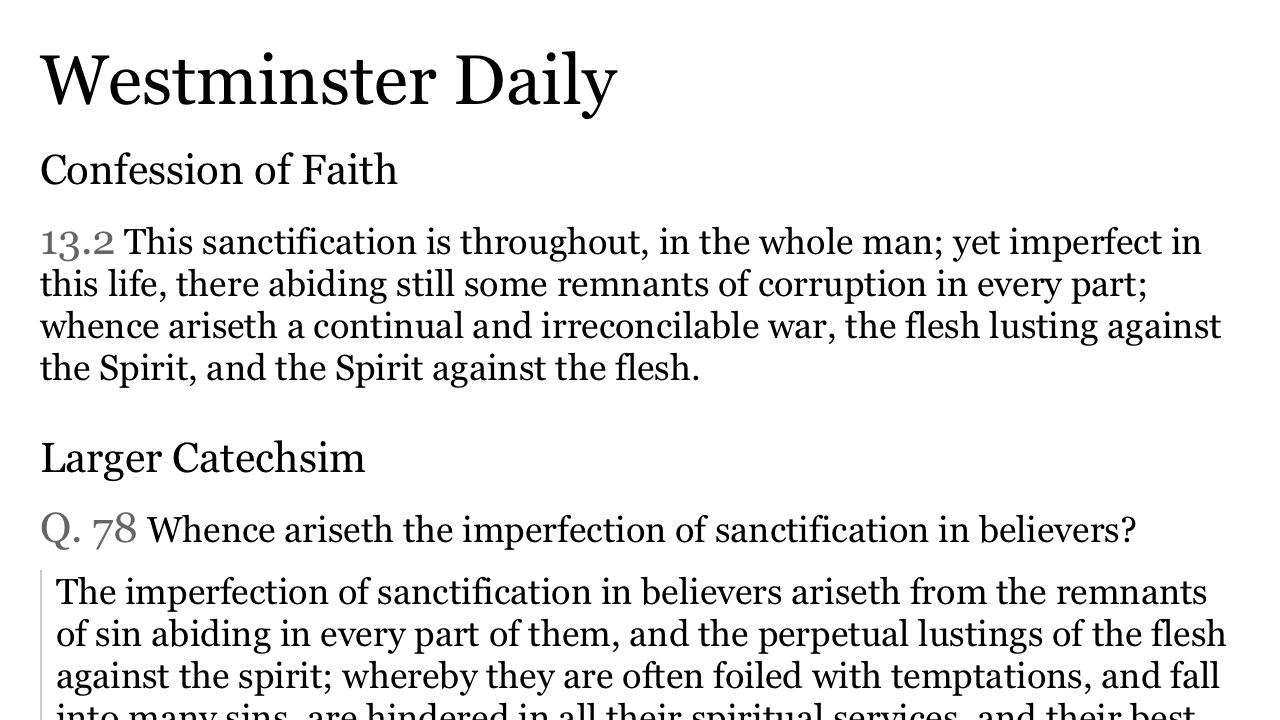 Westminster Daily
Confession of Faith
13.2 This sanctification is throughout, in the whole man; yet imperfect in
this life, there abiding still some remnants of corruption in every part;
whence ariseth a continual and irreconcilable war, the flesh lusting against
the Spirit, and the Spirit against the flesh.
Larger Catechsim
Q. 78 Whence ariseth the imperfection of sanctification in believers?
The imperfection of sanctification in believers ariseth from the remnants
of sin abiding in every part of them, and the perpetual lustings of the flesh
against the spirit; whereby they are often foiled with temptations, and fall
into many sins, are hindered in all their spiritual services, and their best